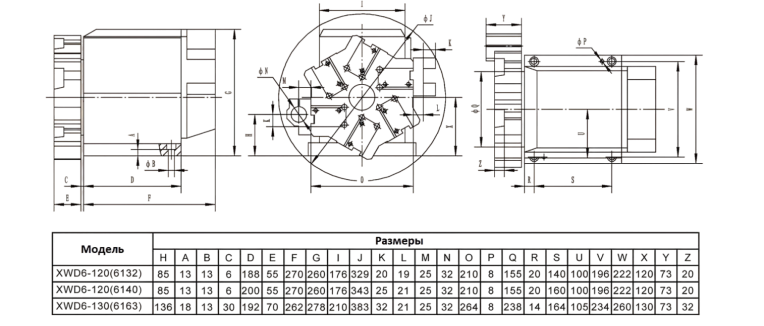 I
Y
φJ
φP
K
G
φN
M
φQ
V
W
A
L
H
U
φB
Z
C
D
O
R
S
E
F
Модель Размеры
H A B C D E F G I J K L M N O P Q R S U V W X Y Z
XWD6-120(6132) 85 13 13 6 188 55 270 260 176 329 20 19 25 32 210 8 155 20 140 100 196 222 120 73 20
XWD6-120(6140) 85 13 13 6 200 55 270 260 176 343 25 21 25 32 210 8 155 20 160 100 196 222 120 73 20
XWD6-130(6163) 136 18 13 30 192 70 262 278 210 383 32 21 25 32 264 8 238 14 164 105 234 260 130 73 32